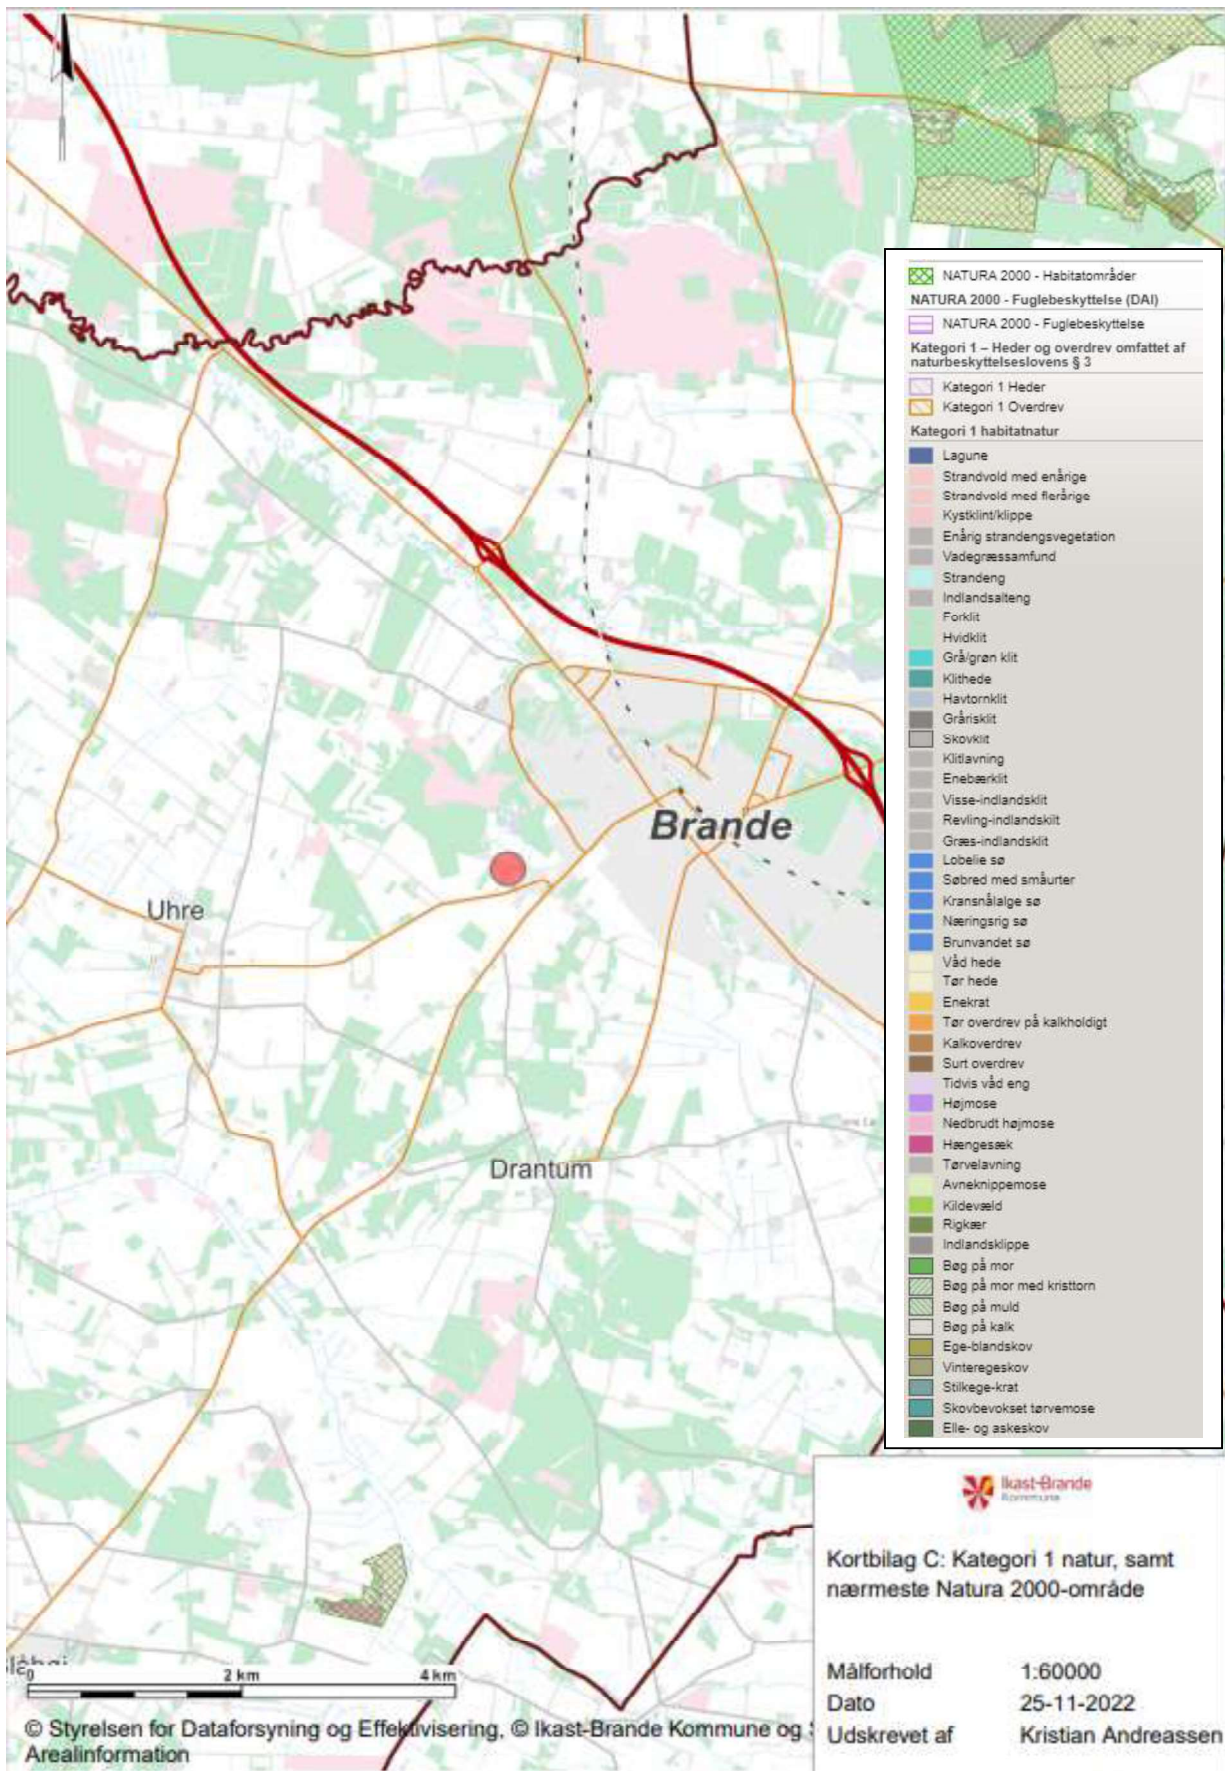 NATURA 2000 - Habitatområder
NATURA 2000 - Fuglebeskyttelse (DAI)
NATURA 2000 - Fuglebeskyttelse
Kategori 1 – Heder og overdrev omfattet af
naturbeskyttelseslovens § 3
Kategori 1 Heder
Kategori 1 Overdrev
Kategori 1 habitatnatur
Lagune
Strandvold med enårige
Strandvold med flerårige
Kystklint/klippe
Enårig strandengsvegetation
Vadegræssamfund
Strandeng
Indlandsalteng
Forklit
Hvidklit
Grå/grøn klit
Klithede
Havtornklit
Grårisklit
Skovklit
Klitlavning
Enebærklit
Visse-indlandsklit
Revling-indlandsklit
Græs-indlandsklit
Lobelie sø
Søbred med småurter
Kransnålalge sø
Næringsrig sø
Brunvandet sø
Våd hede
Tør hede
Enekrat
Tør overdrev på kalkholdigt
Kalkoverdrev
Surt overdrev
Tidvis våd eng
Højmose
Nedbrudt højmose
Hængesæk
Tørvelavning
Avneknippemose
Kildevæld
Rigkær
Indlandsklippe
Bøg på mor
Bøg på mor med kristtorn
Bøg på muld
Bøg på kalk
Ege-blandskov
Vinteregeskov
Stilkege-krat
Skovbevokset tørvemose
Elle- og askeskov
Brande
Uhre
Drantum
0 2 km 4 km
© Styrelsen for Dataforsyning og Effektivisering, © Ikast-Brande Kommune og
Arealinformation
Ikast-Brande
Kommune
Kortbilag C: Kategori 1 natur, samt
nærmeste Natura 2000-område
Målforhold 1:60000
Dato 25-11-2022
Udskrevet af Kristian Andreassen